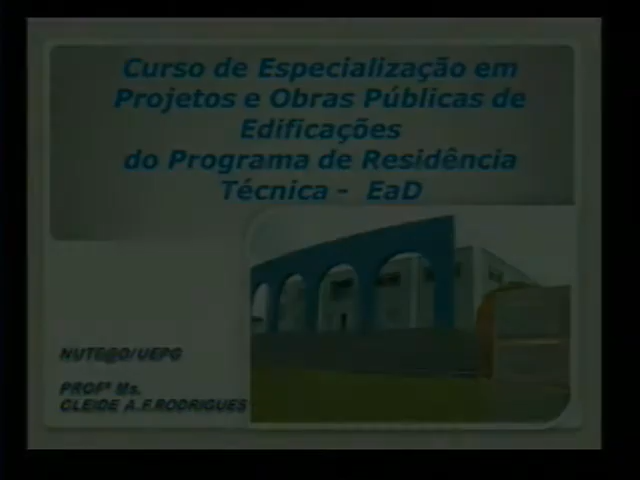 Curso de Especialização em
Projetos e Obras Públicas de
Edificações
do Programa de Residência
Técnica - EaD
NUTE@D/UEPG
PROFª Ms.
CLEIDE A.F.RODRIGUES